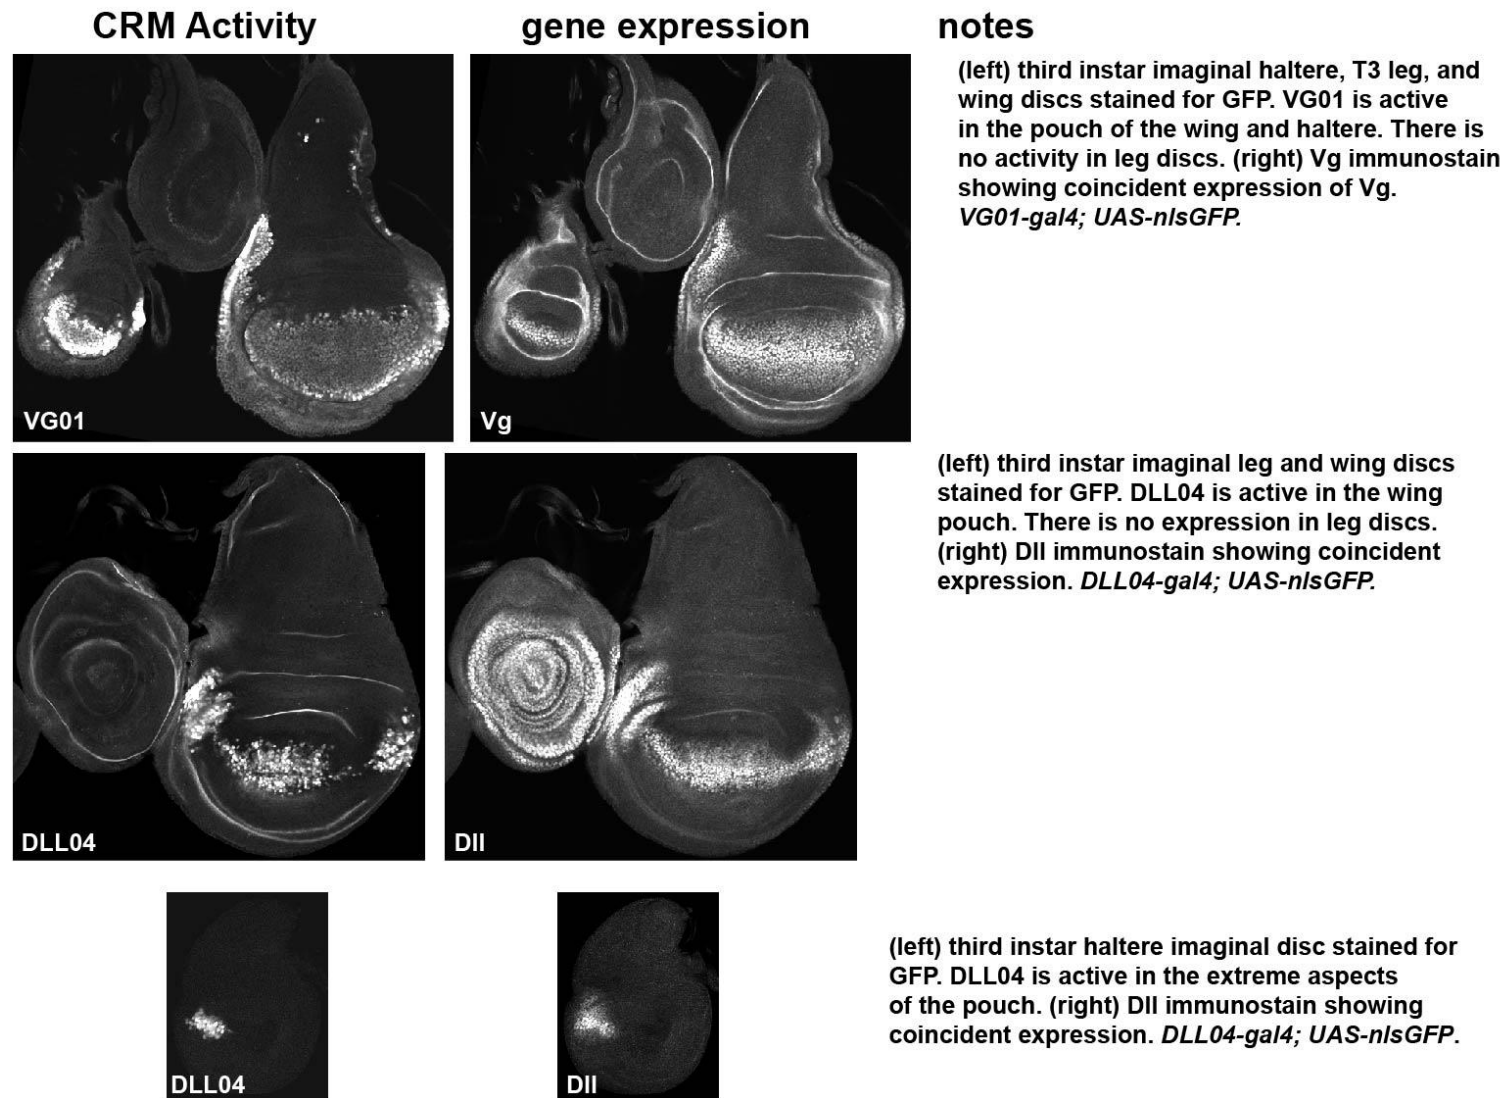 CRM Activity
gene expression
notes
(left) third instar imaginal haltere, T3 leg, and
wing discs stained for GFP. VG01 is active
in the pouch of the wing and haltere. There is
no activity in leg discs. (right) Vg immunostain
showing coincident expression of Vg.
VG01-gal4; UAS-nlsGFP.
VG01
Vg
(left) third instar imaginal leg and wing discs
stained for GFP. DLL04 is active in the wing
pouch. There is no expression in leg discs.
(right) Dll immunostain showing coincident
expression. DLL04-gal4; UAS-nlsGFP.
DLL04
Dll
(left) third instar haltere imaginal disc stained for
GFP. DLL04 is active in the extreme aspects
of the pouch. (right) Dll immunostain showing
coincident expression. DLL04-gal4; UAS-nlsGFP.
DLL04
Dll